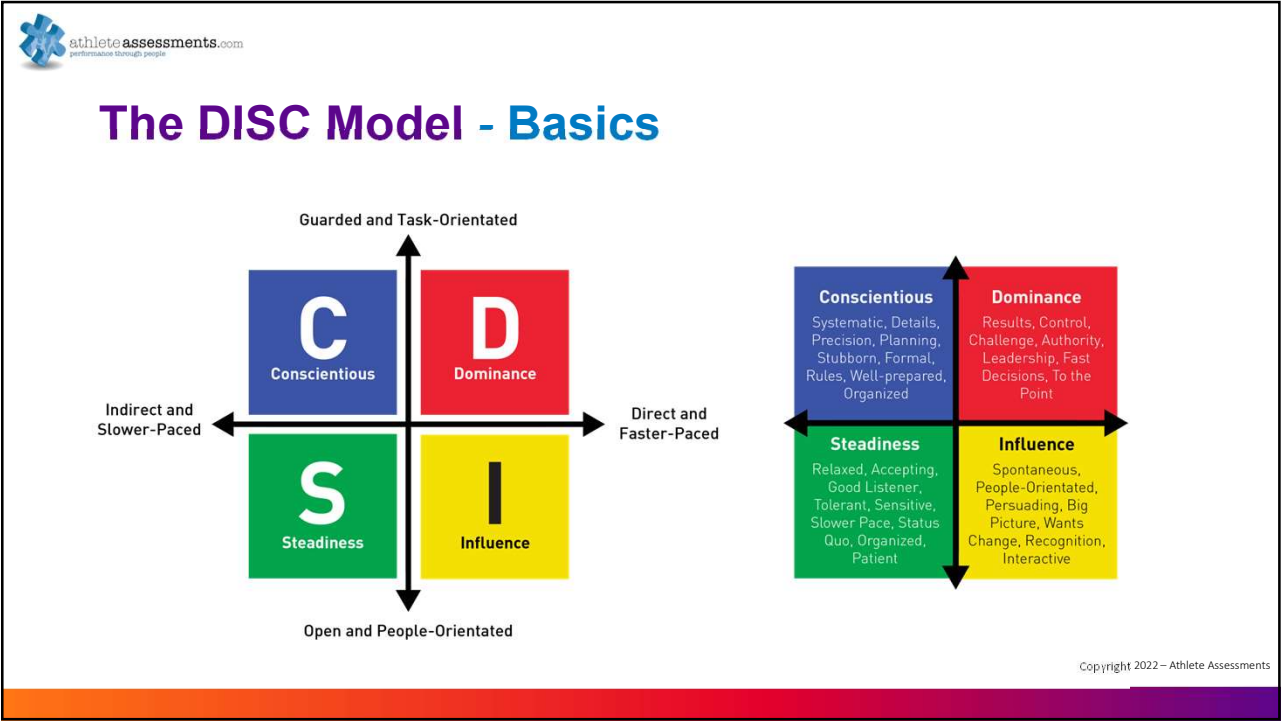 athleteassessments.com
performance through people
The DISC Model - Basics
Guarded and Task-Orientated
C
Conscientious
D
Dominance
Indirect and
Slower-Paced
Direct and
Faster-Paced
S
Steadiness
I
Influence
Open and People-Orientated
Conscientious
Systematic, Details,
Precision, Planning,
Stubborn, Formal,
Rules, Well-prepared,
Organized
Dominance
Results, Control,
Challenge, Authority,
Leadership, Fast
Decisions, To the
Point
Steadiness
Relaxed, Accepting,
Good Listener,
Tolerant, Sensitive,
Slower Pace, Status
Quo, Organized,
Patient
Influence
Spontaneous,
People-Orientated,
Persuading, Big
Picture, Wants
Change, Recognition,
Interactive
Copyright 2022 – Athlete Assessments